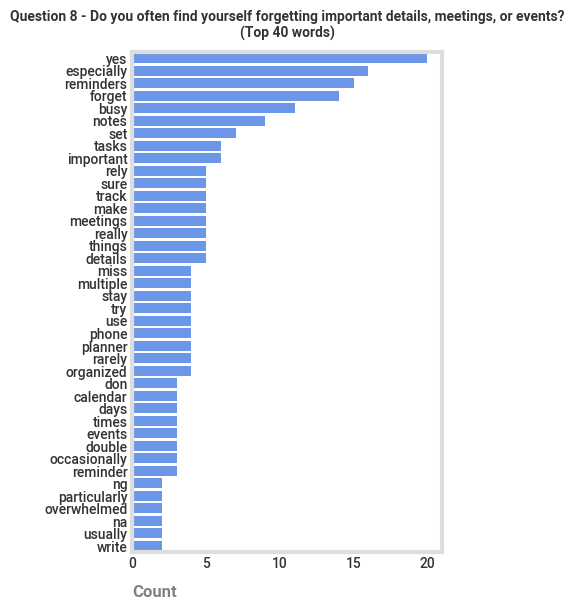 Question 8 - Do you often find yourself forgetting important details, meetings, or events?
(Top 40 words)
yes
especially
reminders
forget
busy
notes
set
tasks
important
rely
sure
track
make
meetings
really
things
details
miss
multiple
stay
try
use
phone
planner
rarely
organized
don
calendar
days
times
events
double
occasionally
reminder
ng
particularly
overwhelmed
na
usually
write
0 5 10 15 20
Count